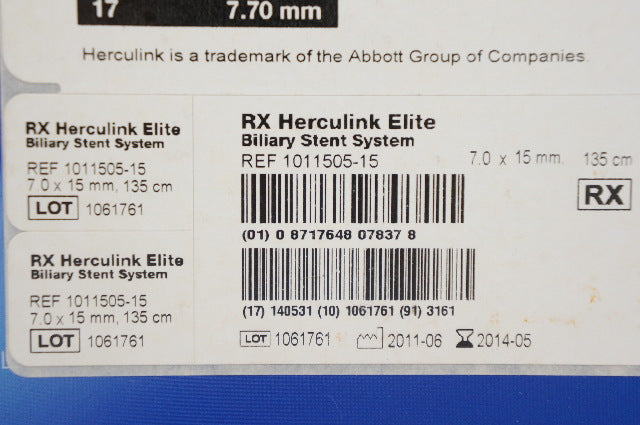 17 7.70 mm
Herculink is a trademark of the Abbott Group of Companies.
RX Herculink Elite
Biliary Stent System
REF 1011505-15
7.0 x 15 mm, 135 cm
LOT 1061761
RX Herculink Elite
Biliary Stent System
REF 1011505-15
7.0 x 15 mm, 135 cm
LOT 1061761
RX Herculink Elite
Biliary Stent System
REF 1011505-15 7.0 x 15 mm, 135 cm
RX
(01) 0 8717648 07837 8
(17) 140531 (10) 1061761 (91) 3161
LOT 1061761 2011-06 2014-05